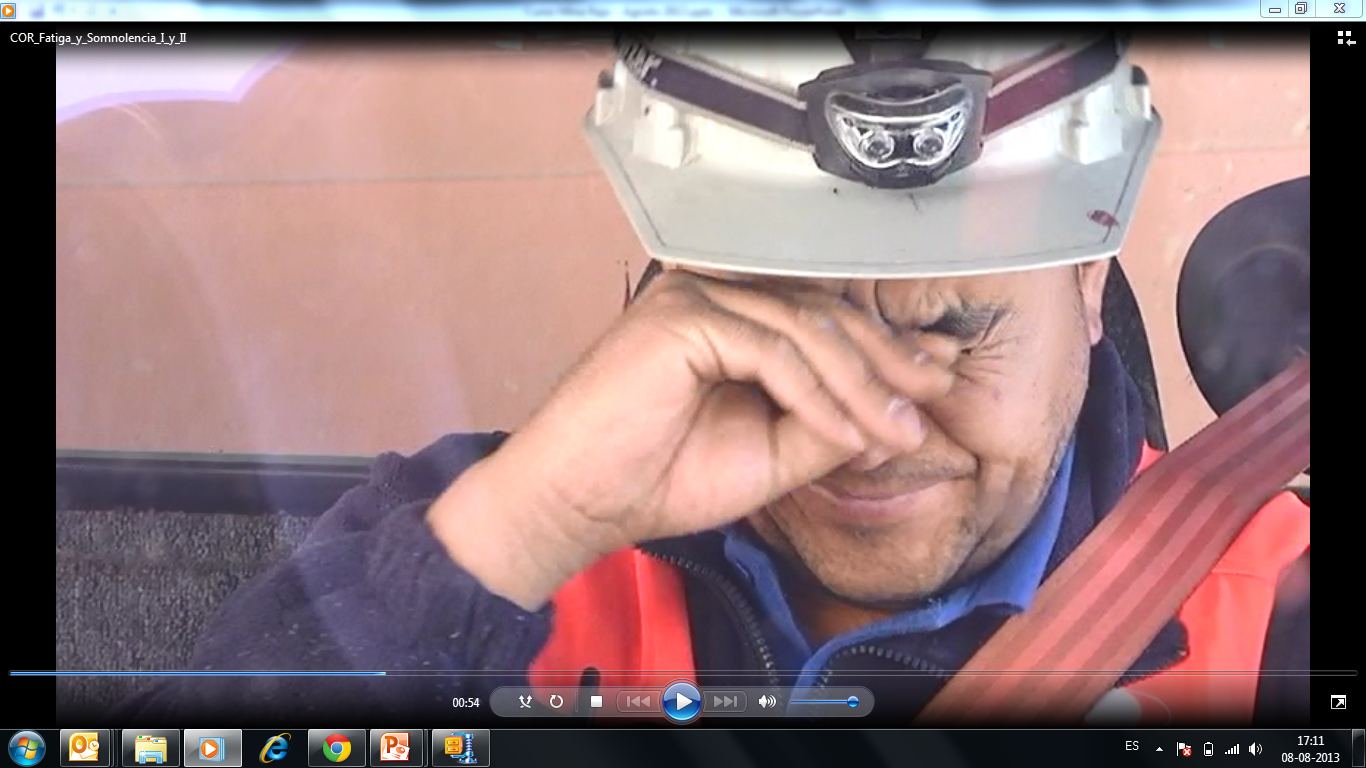 COR_Fatiga_y_Somnolencia_I_y_II
00:54
ES
17:11
08-08-2013